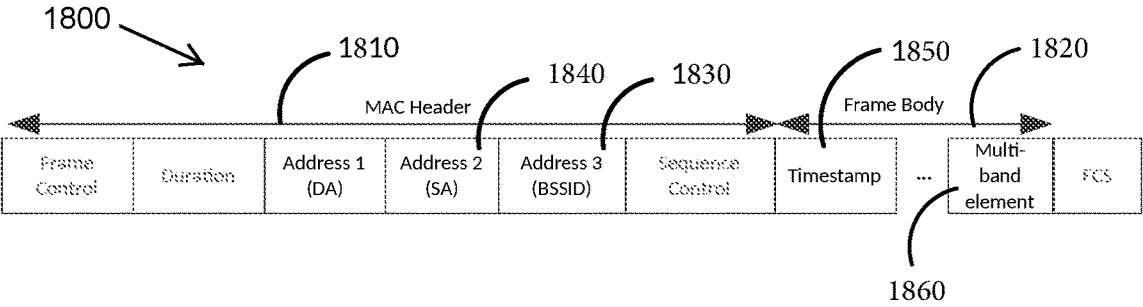 1800
1810
1840
1830
1850
1820
MAC Header
Frame Body
Frame
Control
Duration
Address 1
(DA)
Address 2
(SA)
Address 3
(BSSID)
Sequence
Control
Timestamp
...
Multi-
band
element
FCS
1860